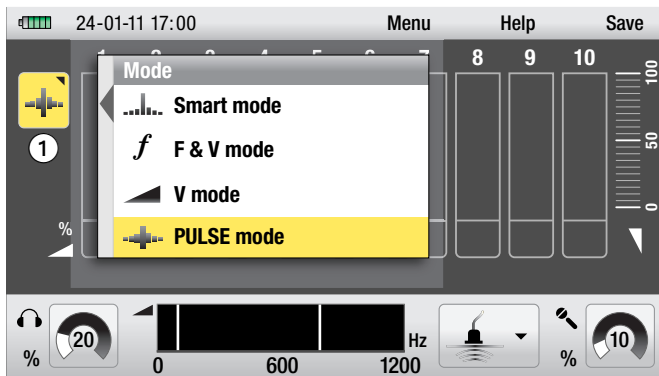 24-01-11 17:00 Menu Help Save
8 9 10
Mode
Smart mode
f F & V mode
V mode
PULSE mode
1
%
100
50
0
20
%
Hz
0 600 1200
10
%